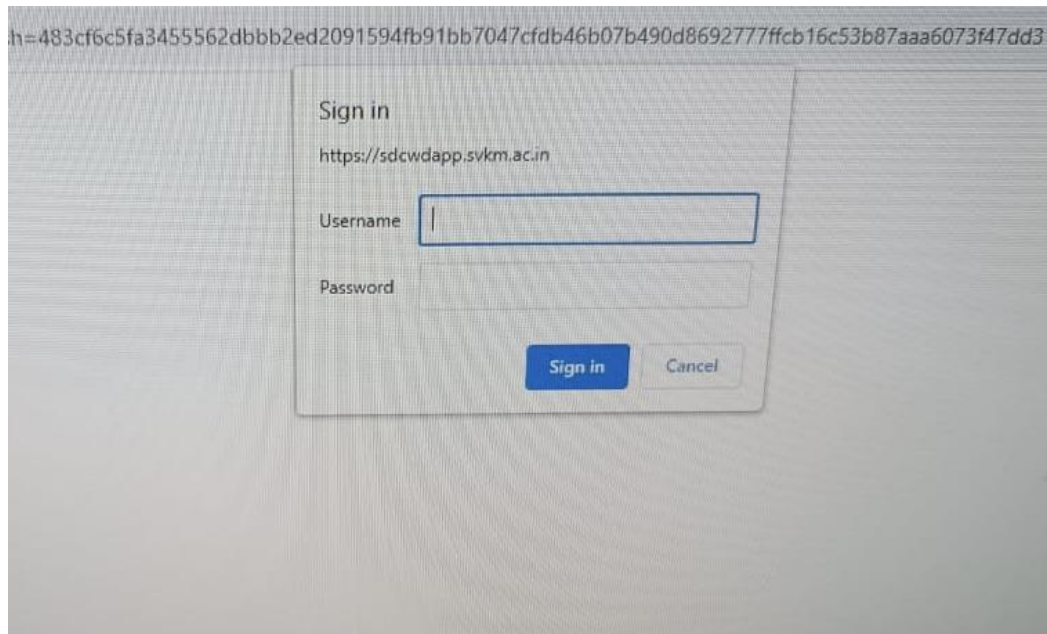 h=483cf6c5fa3455562dbbb2ed2091594fb91bb7047cfdb46b07b490d8692777ffcb16c53b87aaa6073f47dd3
Sign in
https://sdcwdapp.svkm.ac.in
Username
Password
Sign in Cancel